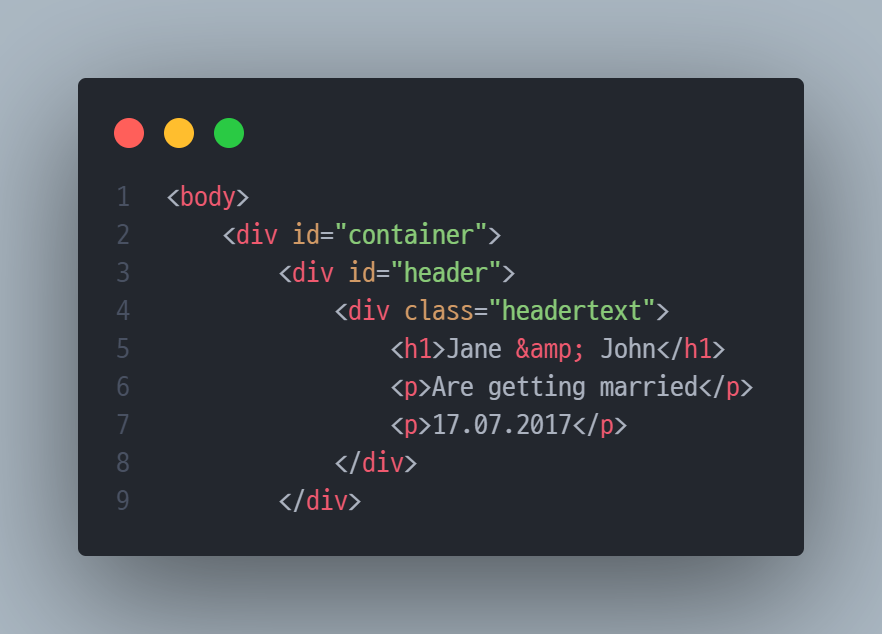 1 <body>
2     <div id="container">
3         <div id="header">
4             <div class="headertext">
5                 <h1>Jane &amp; John</h1>
6                 <p>Are getting married</p>
7                 <p>17.07.2017</p>
8             </div>
9         </div>